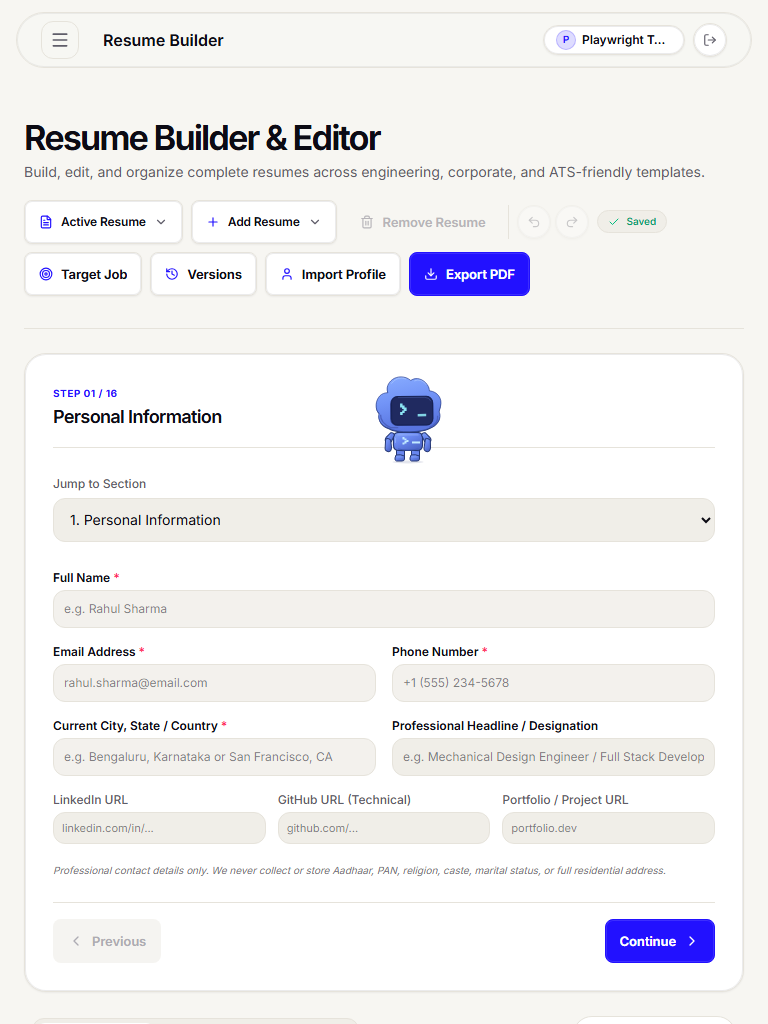 Resume Builder
P Playwright T...
Resume Builder & Editor
Build, edit, and organize complete resumes across engineering, corporate, and ATS-friendly templates.
Active Resume
Add Resume
Remove Resume
Saved
Target Job
Versions
Import Profile
Export PDF
STEP 01 / 16
Personal Information
Jump to Section
1. Personal Information
Full Name *
e.g. Rahul Sharma
Email Address *
Phone Number *
rahul.sharma@email.com
+1 (555) 234-5678
Current City, State / Country *
Professional Headline / Designation
e.g. Bengaluru, Karnataka or San Francisco, CA
e.g. Mechanical Design Engineer / Full Stack Develop
LinkedIn URL
GitHub URL (Technical)
Portfolio / Project URL
linkedin.com/in/...
github.com/...
portfolio.dev
Professional contact details only. We never collect or store Aadhaar, PAN, religion, caste, marital status, or full residential address.
Previous
Continue